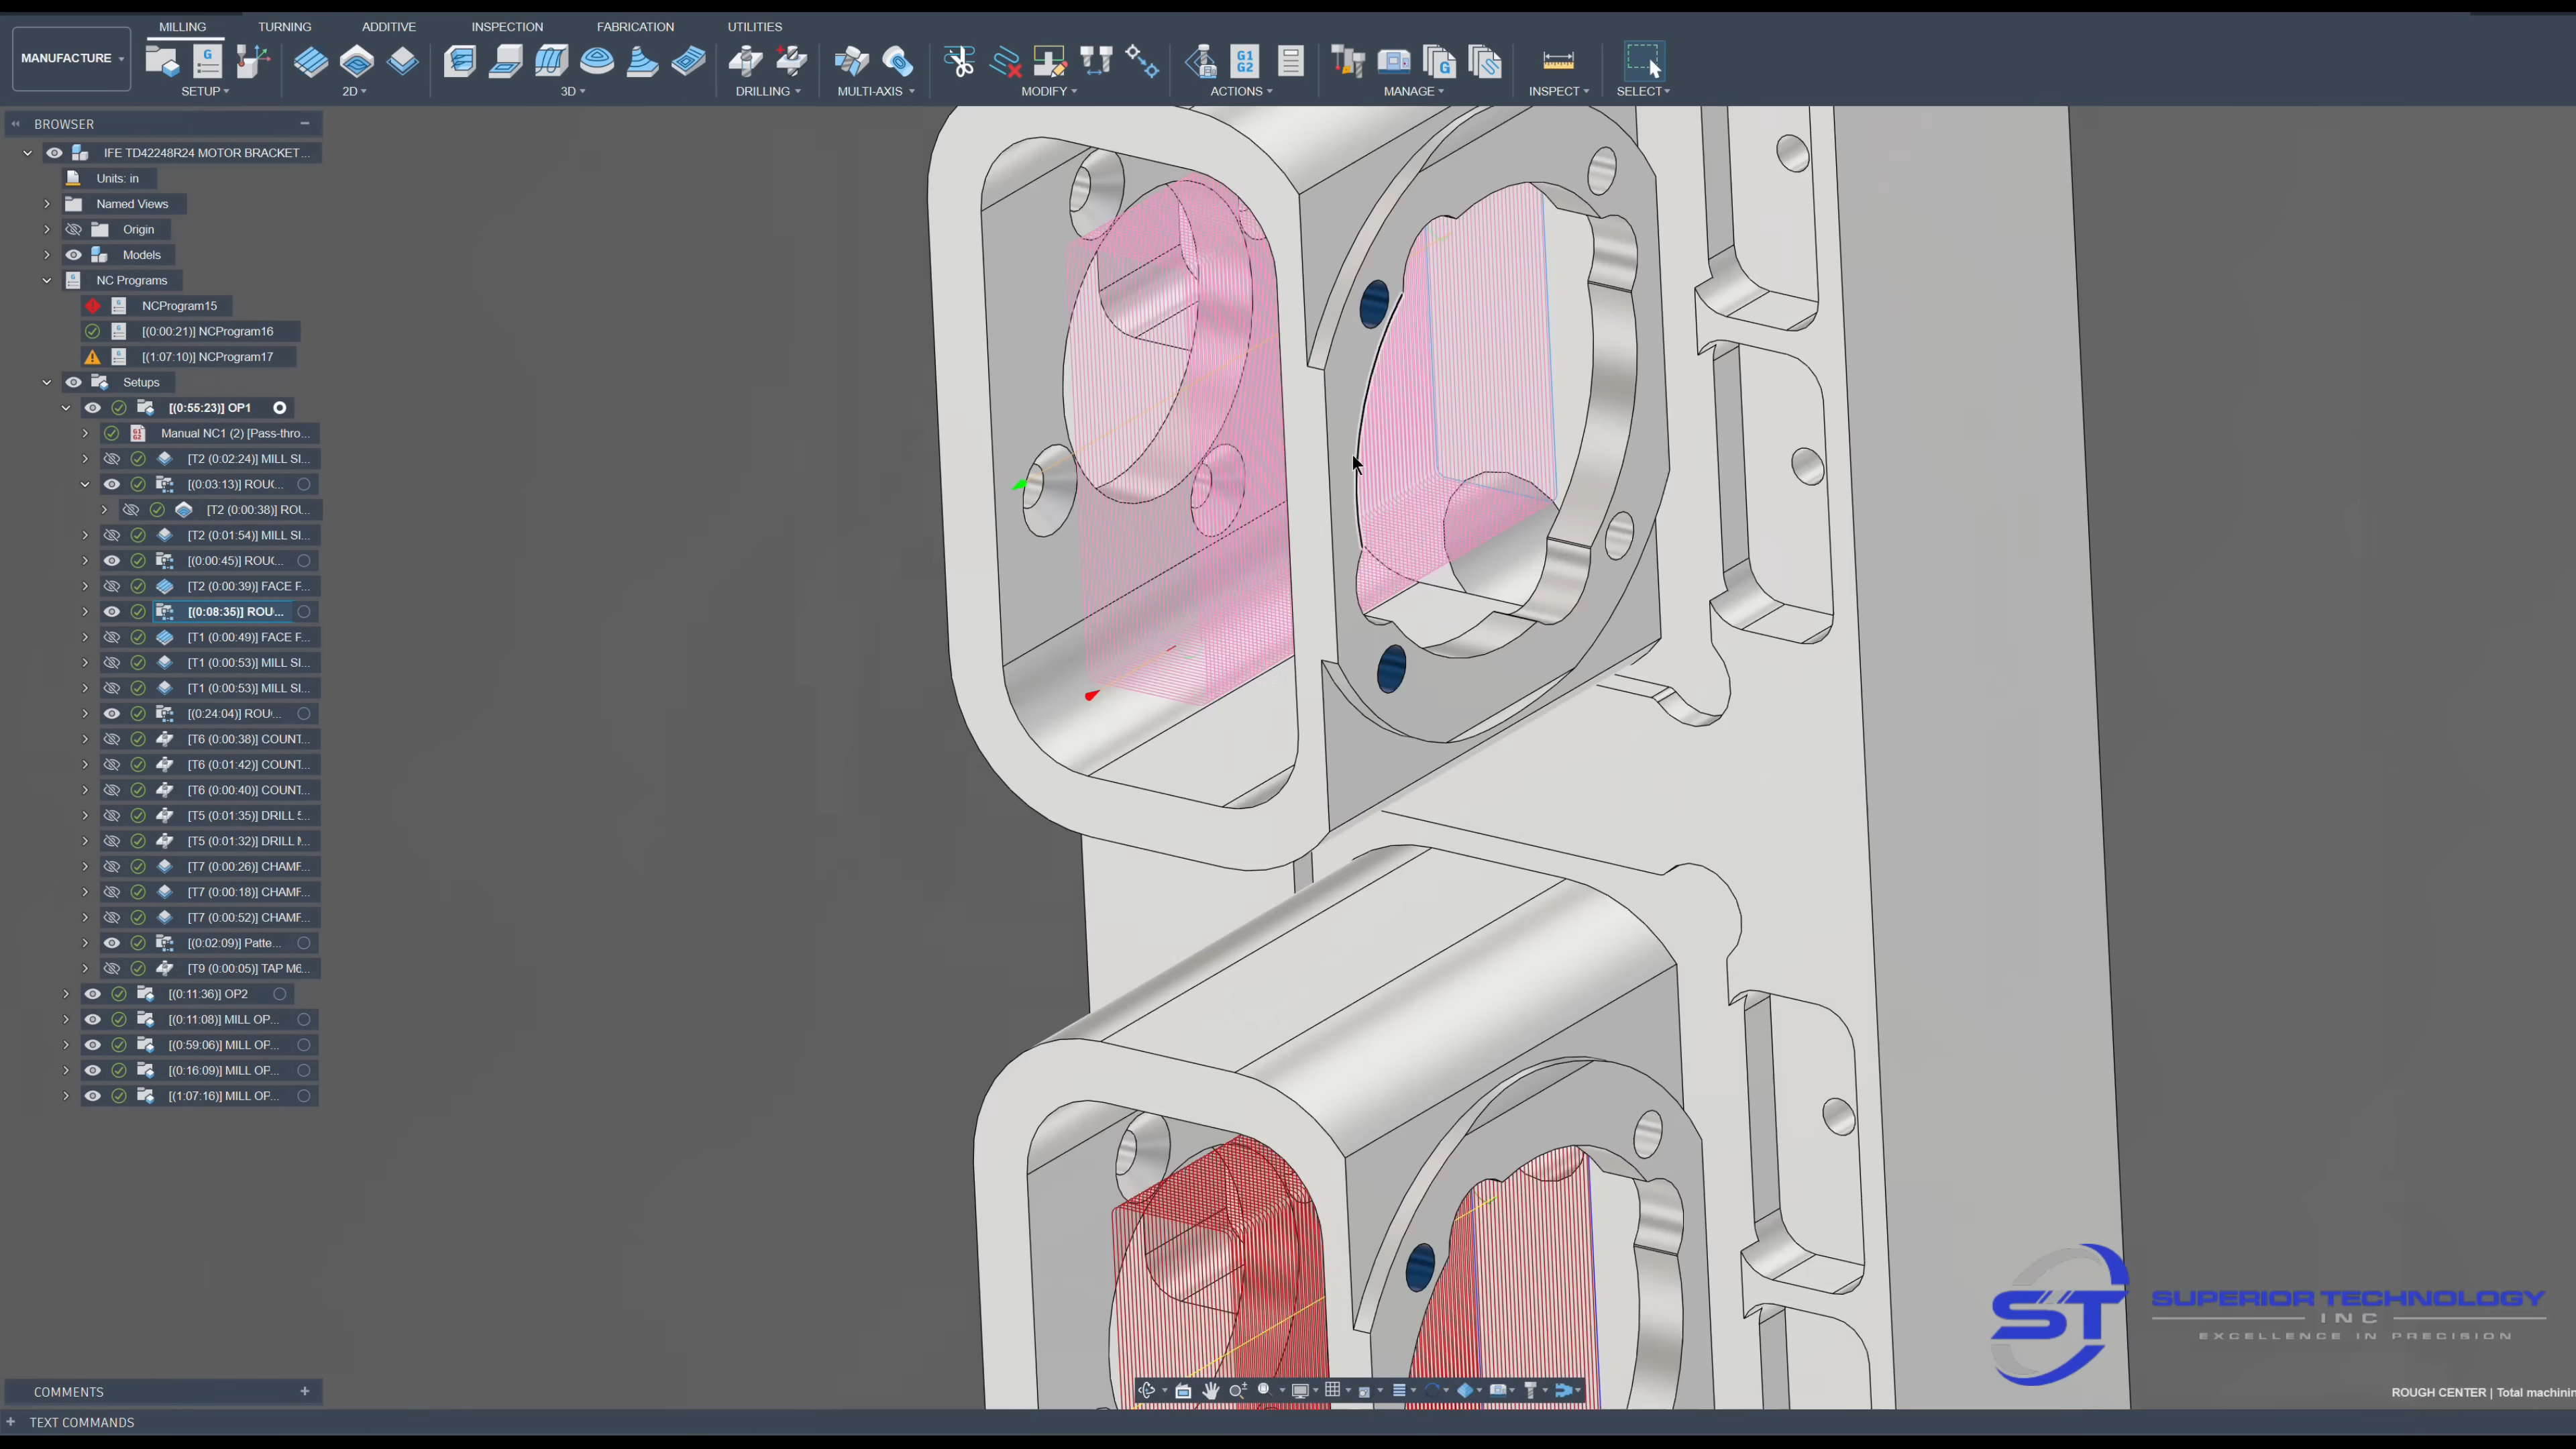 MILLING TURNING ADDITIVE INSPECTION FABRICATION UTILITIES
MANUFACTURE
SETUP 2D 3D DRILLING MULTI-AXIS MODIFY ACTIONS MANAGE INSPECT SELECT
G1
G2
BROWSER
IFE TD42248R24 MOTOR BRACKET...
Units: in
Named Views
Origin
Models
NC Programs
NCProgram15
[(0:00:21)] NCProgram16
[(1:07:10)] NCProgram17
Setups
[(0:55:23)] OP1
Manual NC1 (2) [Pass-thro...
[T2 (0:02:24)] MILL SI...
[(0:03:13)] ROUG...
[T2 (0:00:38)] ROU...
[T2 (0:01:54)] MILL SI...
[(0:00:45)] ROUG...
[T2 (0:00:39)] FACE F...
[(0:08:35)] ROU...
[T1 (0:00:49)] FACE F...
[T1 (0:00:53)] MILL SI...
[T1 (0:00:53)] MILL SI...
[(0:24:04)] ROU...
[T6 (0:00:38)] COUNT...
[T6 (0:01:42)] COUNT...
[T6 (0:00:40)] COUNT...
[T5 (0:01:35)] DRILL 5...
[T5 (0:01:32)] DRILL M...
[T7 (0:00:26)] CHAMF...
[T7 (0:00:18)] CHAMF...
[T7 (0:00:52)] CHAMF...
[(0:02:09)] Patte...
[T9 (0:00:05)] TAP M6...
[(0:11:36)] OP2
[(0:11:08)] MILL OP...
[(0:59:06)] MILL OP...
[(0:16:09)] MILL OP...
[(1:07:16)] MILL OP...
ST SUPERIOR TECHNOLOGY
INC
EXCELLENCE IN PRECISION
COMMENTS
ROUGH CENTER | Total machinin
TEXT COMMANDS